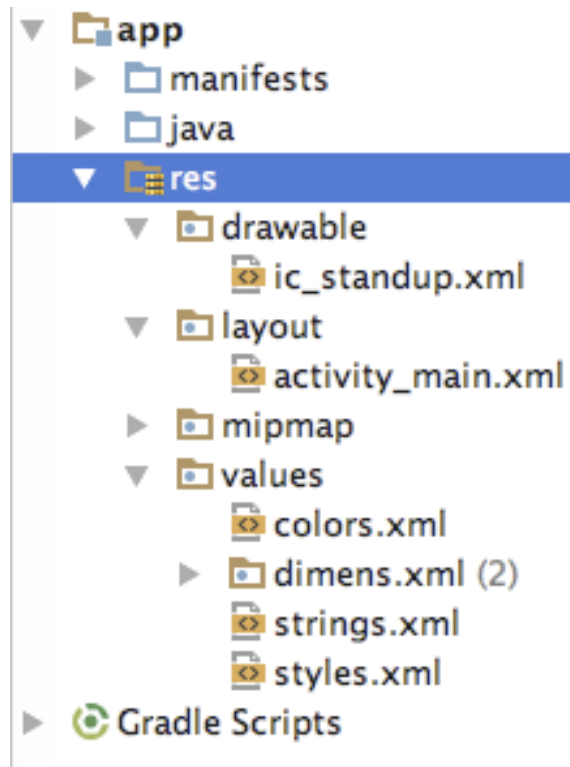 app
manifests
java
res
drawable
ic_standup.xml
layout
activity_main.xml
mipmap
values
colors.xml
dimens.xml (2)
strings.xml
styles.xml
Gradle Scripts